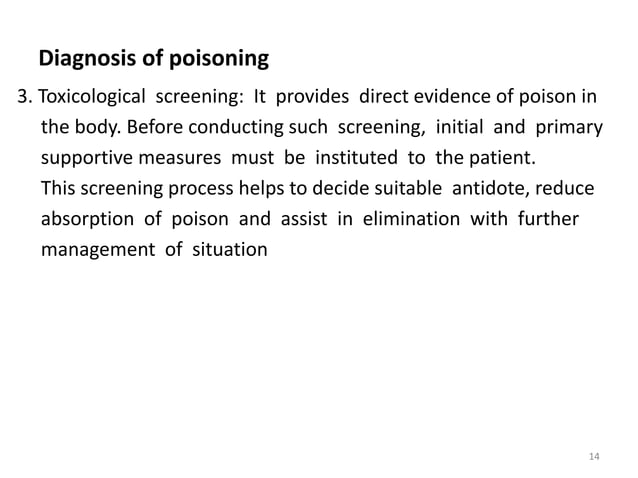 Diagnosis of poisoning
3. Toxicological screening: It provides direct evidence of poison in
the body. Before conducting such screening, initial and primary
supportive measures must be instituted to the patient.
This screening process helps to decide suitable antidote, reduce
absorption of poison and assist in elimination with further
management of situation
14